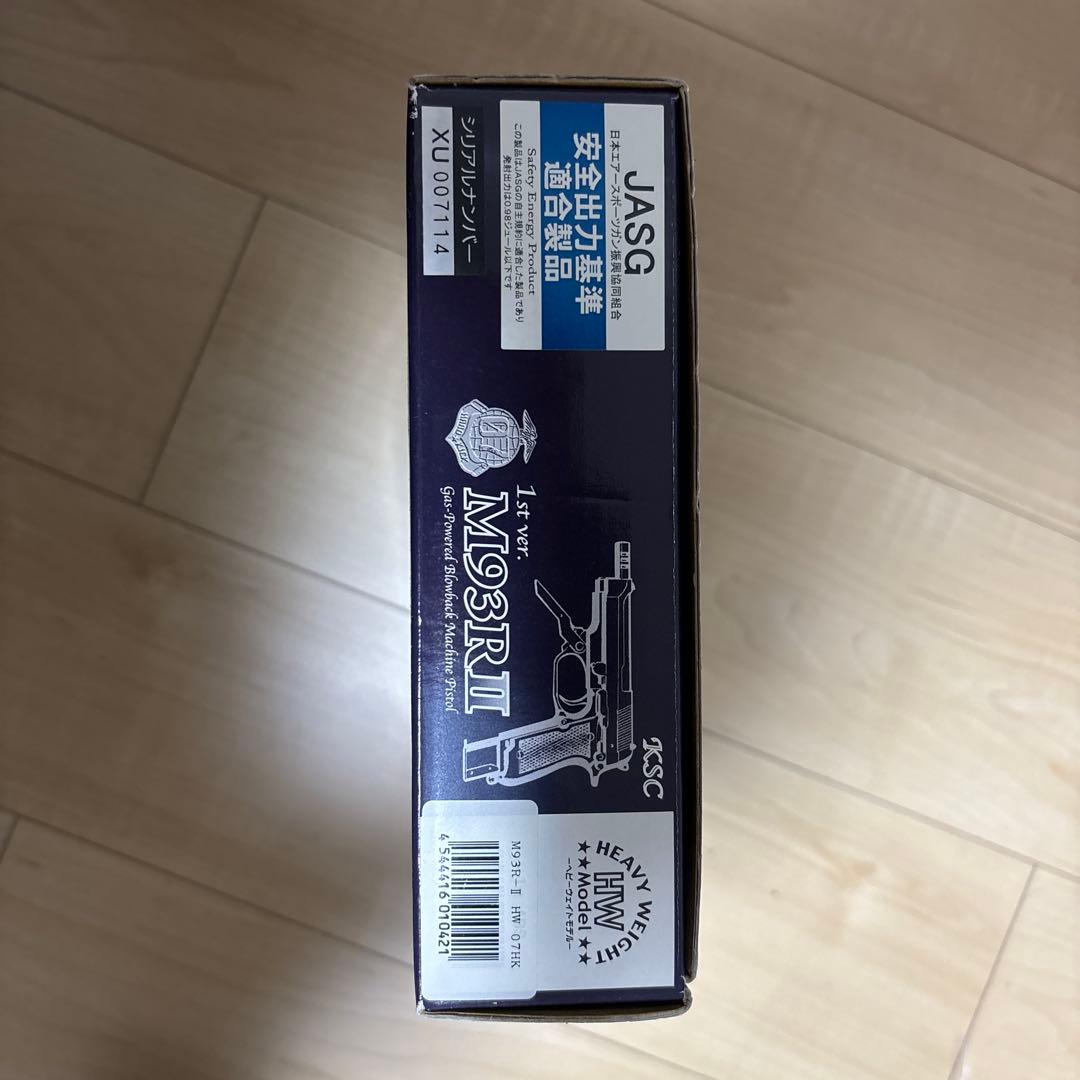 JASG
日本エアースポーツガン振興協同組合
安全出力基準
適合製品
Safety Energy Product
この製品はJASGの自主規約に適合した製品であり
発射出力は0.98ジュール以下です
シリアルナンバー
XU 007114
1st ver.
M93RII
Gas-Powered Blowback Machine Pistol
KSC
HEAVY WEIGHT
HW
★★Model★★
ーヘビーウェイトモデルー
M93R-Ⅱ HW 07HK
4 544416 010421